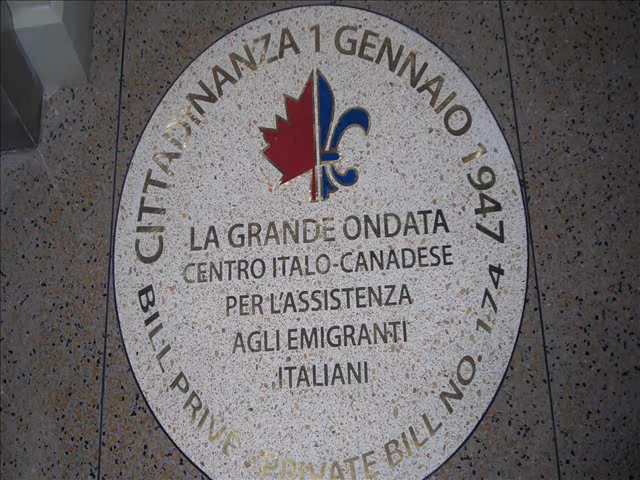 CITTADINANZA 1 GENNAIO 1947
LA GRANDE ONDATA
CENTRO ITALO-CANADESE
PER L'ASSISTENZA
AGLI EMIGRANTI
ITALIANI
BILL PRIVE - PRIVATE BILL NO. 174